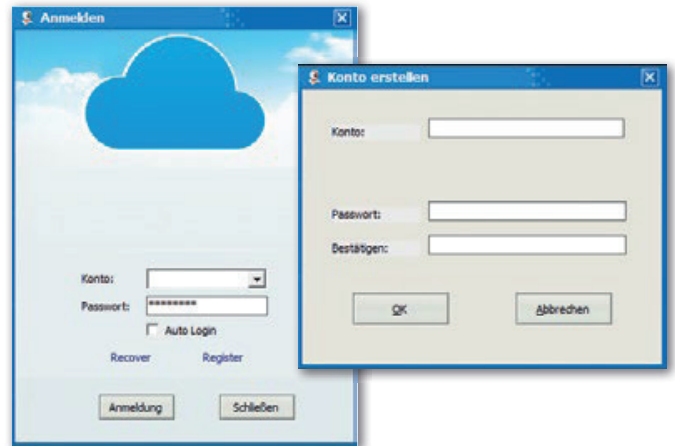 Anmelden
Konto:
Passwort: ********
Auto Login
Recover Register
Anmeldung Schließen
Konto erstellen
Konto:
Passwort:
Bestätigen:
OK Abbrechen